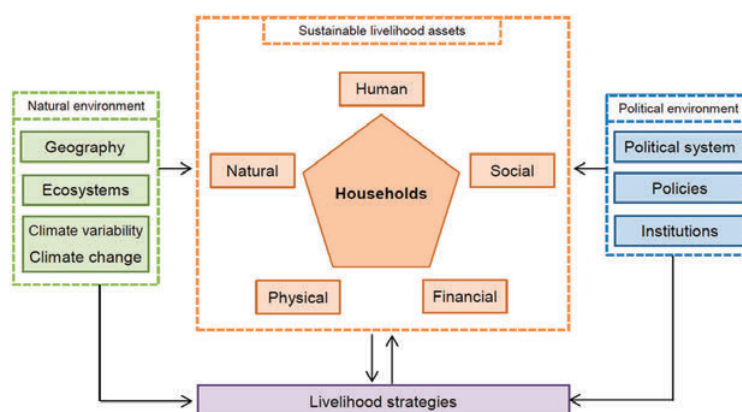 Sustainable livelihood assets
Human
Natural
Social
Households
Physical
Financial
Natural environment
Geography
Ecosystems
Climate variability
Climate change
Political environment
Political system
Policies
Institutions
Livelihood strategies